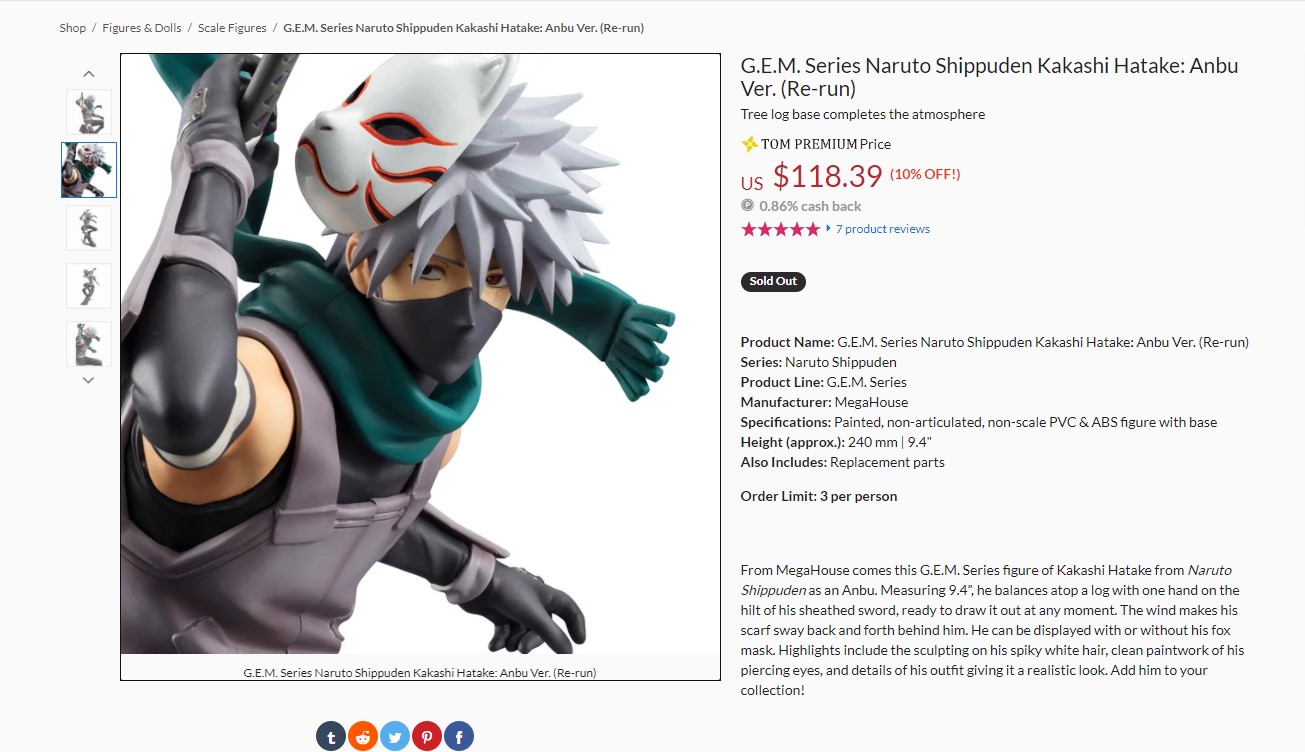 Shop / Figures & Dolls / Scale Figures / G.E.M. Series Naruto Shippuden Kakashi Hatake: Anbu Ver. (Re-run)
G.E.M. Series Naruto Shippuden Kakashi Hatake: Anbu Ver. (Re-run)
G.E.M. Series Naruto Shippuden Kakashi Hatake: Anbu
Ver. (Re-run)
Tree log base completes the atmosphere
TOM PREMIUM Price
US $118.39 (10% OFF!)
P 0.86% cash back
7 product reviews
Sold Out
Product Name: G.E.M. Series Naruto Shippuden Kakashi Hatake: Anbu Ver. (Re-run)
Series: Naruto Shippuden
Product Line: G.E.M. Series
Manufacturer: MegaHouse
Specifications: Painted, non-articulated, non-scale PVC & ABS figure with base
Height (approx.): 240 mm | 9.4"
Also Includes: Replacement parts
Order Limit: 3 per person
From MegaHouse comes this G.E.M. Series figure of Kakashi Hatake from Naruto
Shippuden as an Anbu. Measuring 9.4”, he balances atop a log with one hand on the
hilt of his sheathed sword, ready to draw it out at any moment. The wind makes his
scarf sway back and forth behind him. He can be displayed with or without his fox
mask. Highlights include the sculpting on his spiky white hair, clean paintwork of his
piercing eyes, and details of his outfit giving it a realistic look. Add him to your
collection!